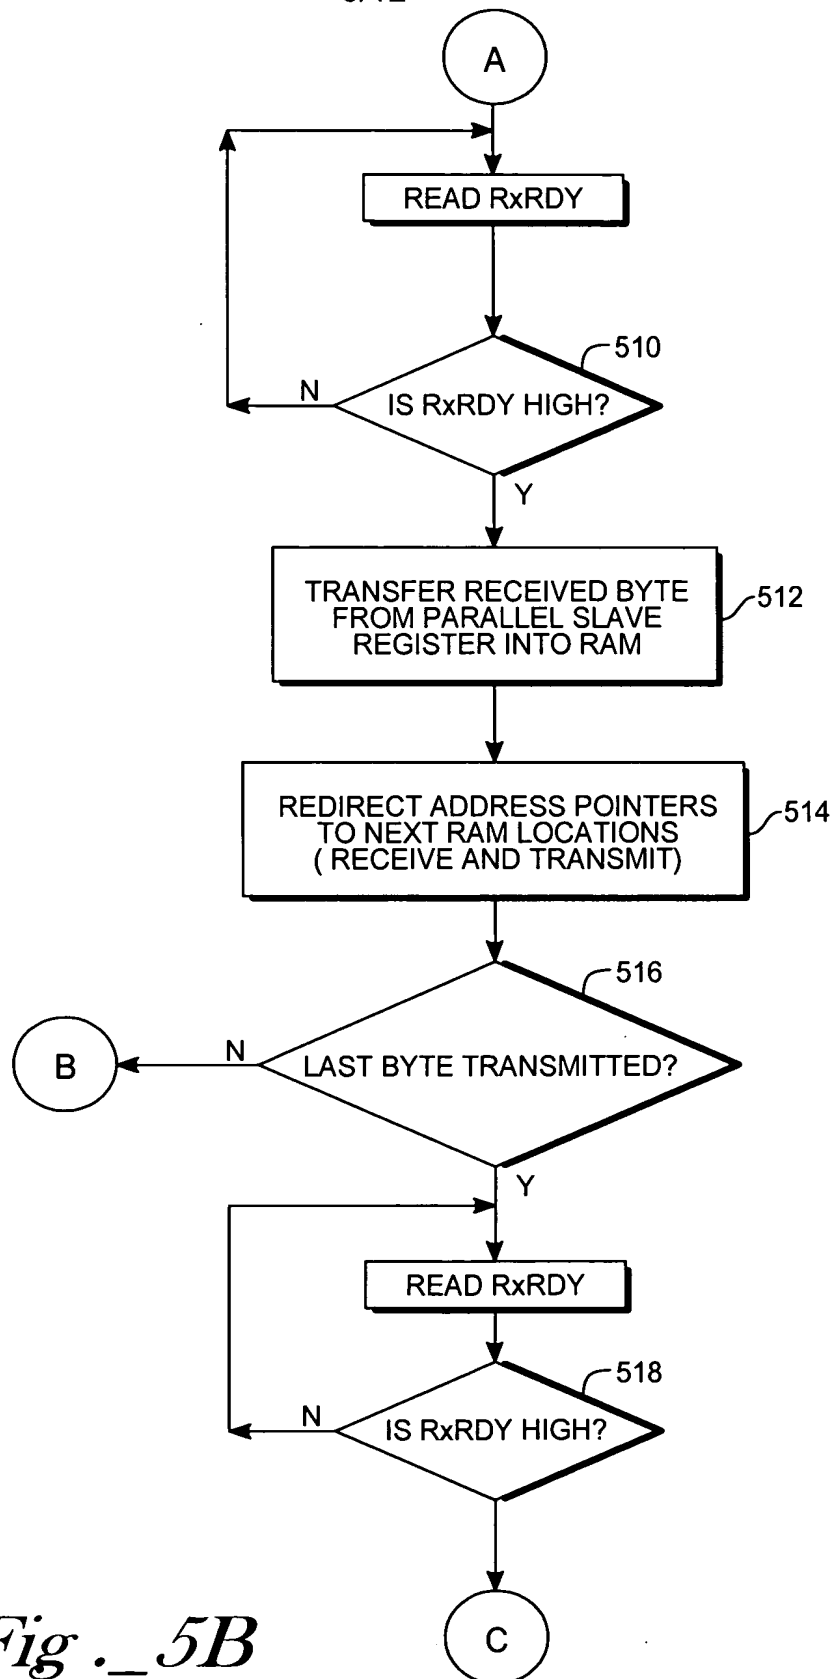 A
READ RxRDY
510
IS RxRDY HIGH?
N
Y
TRANSFER RECEIVED BYTE
FROM PARALLEL SLAVE
REGISTER INTO RAM
512
REDIRECT ADDRESS POINTERS
TO NEXT RAM LOCATIONS
( RECEIVE AND TRANSMIT)
514
516
B
N
LAST BYTE TRANSMITTED?
Y
READ RxRDY
518
N
IS RxRDY HIGH?
C
Fig ._5B